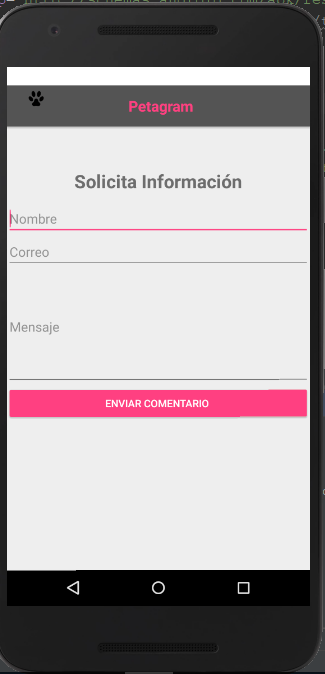 Petagram
Solicita Información
Nombre
Correo
Mensaje
ENVIAR COMENTARIO